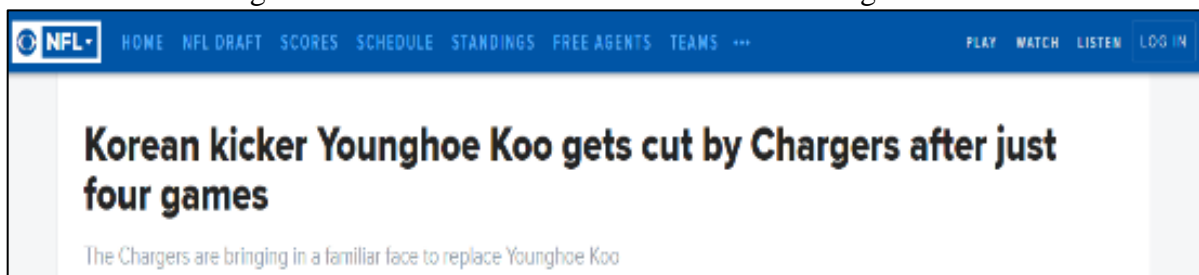 NFL HOME NFL DRAFT SCORES SCHEDULE STANDINGS FREE AGENTS TEAMS ••• PLAY WATCH LISTEN LOG IN
Korean kicker Younghoe Koo gets cut by Chargers after just
four games
The Chargers are bringing in a familiar face to replace Younghoe Koo